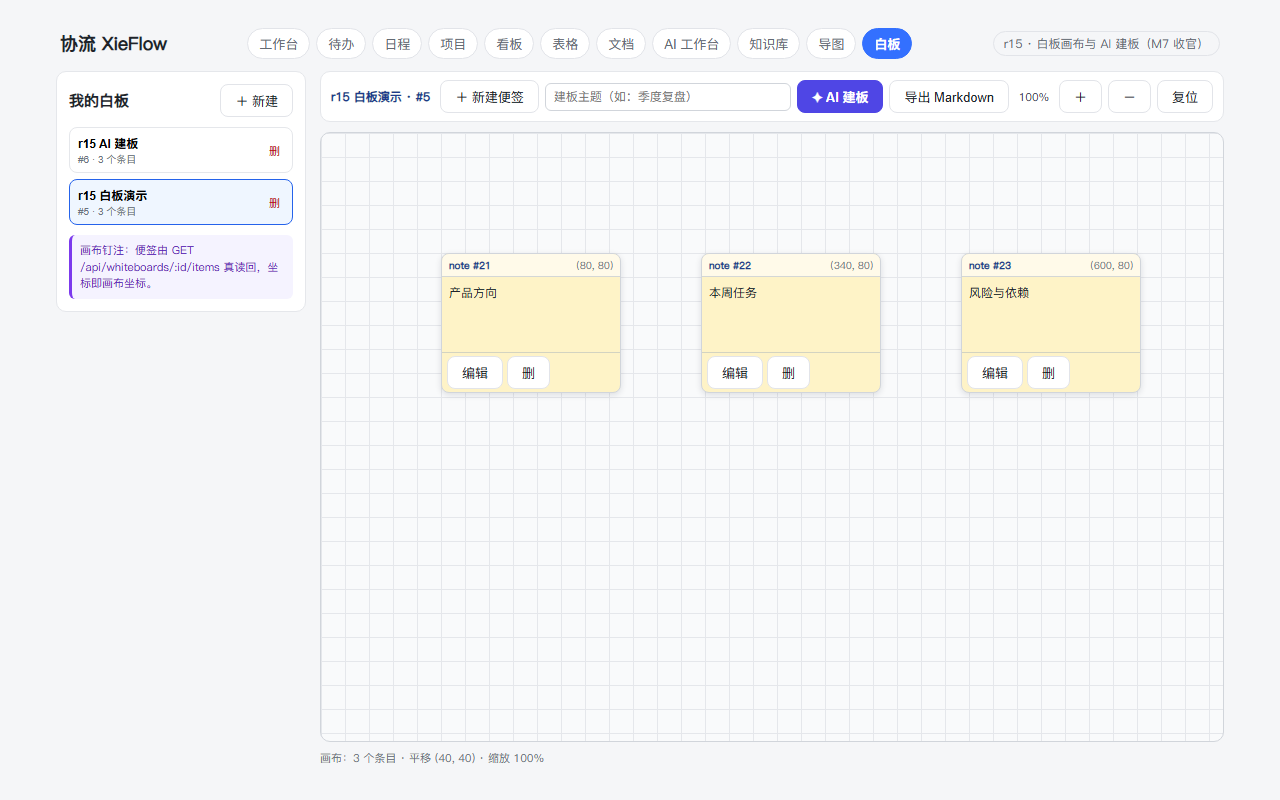 协流 XieFlow
工作台 待办 日程 项目 看板 表格 文档 AI 工作台 知识库 导图 白板
r15 · 白板画布与 AI 建板（M7 收官）
我的白板
＋ 新建
r15 AI 建板
#6 · 3 个条目
删
r15 白板演示
#5 · 3 个条目
删
画布钉注：便签由 GET
/api/whiteboards/:id/items 真读回，坐
标即画布坐标。
r15 白板演示 · #5
＋ 新建便签
建板主题（如：季度复盘）
✦ AI 建板
导出 Markdown
100%
＋
－
复位
note #21 (80, 80)
产品方向
编辑 删
note #22 (340, 80)
本周任务
编辑 删
note #23 (600, 80)
风险与依赖
编辑 删
画布：3 个条目 · 平移 (40, 40) · 缩放 100%